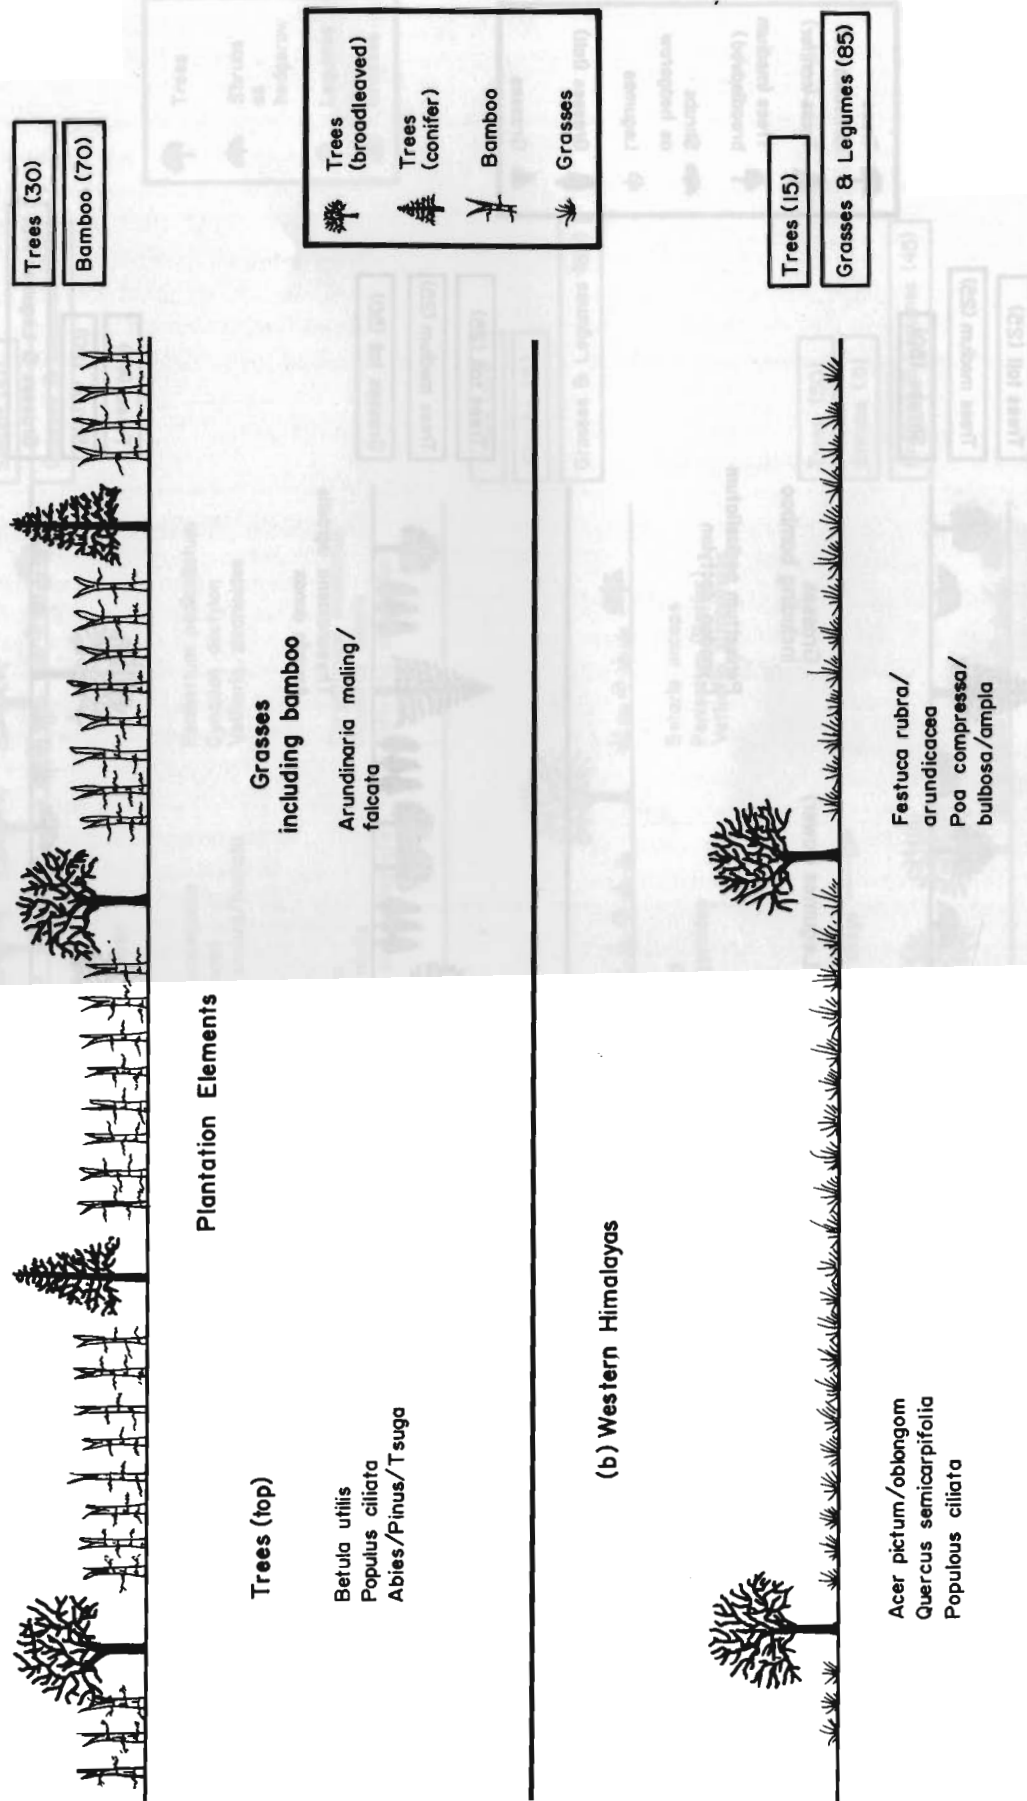 Trees (30)
Bamboo (70)
Plantation Elements
Trees (top)
Betula utilis
Populus ciliata
Abies/Pinus/Tsuga
Grasses
including bamboo
Arundinaria maling/
falcata
Trees
(broadleaved)
Trees
(conifer)
Bamboo
Grasses
(b) Western Himalayas
Trees (15)
Grasses & Legumes (85)
Acer pictum/oblongom
Quercus semicarpifolia
Populous ciliata
Festuca rubra/
arundicacea
Poa compressa/
bulbosa/ampla